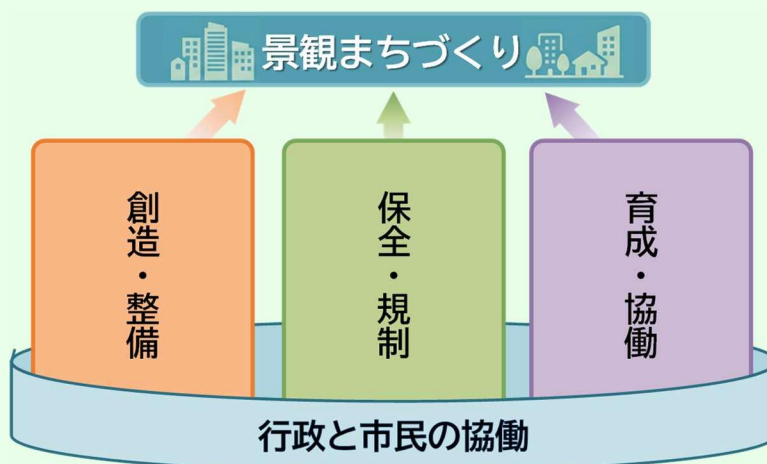 景観まちづくり
創造・整備
保全・規制
育成・協働
行政と市民の協働